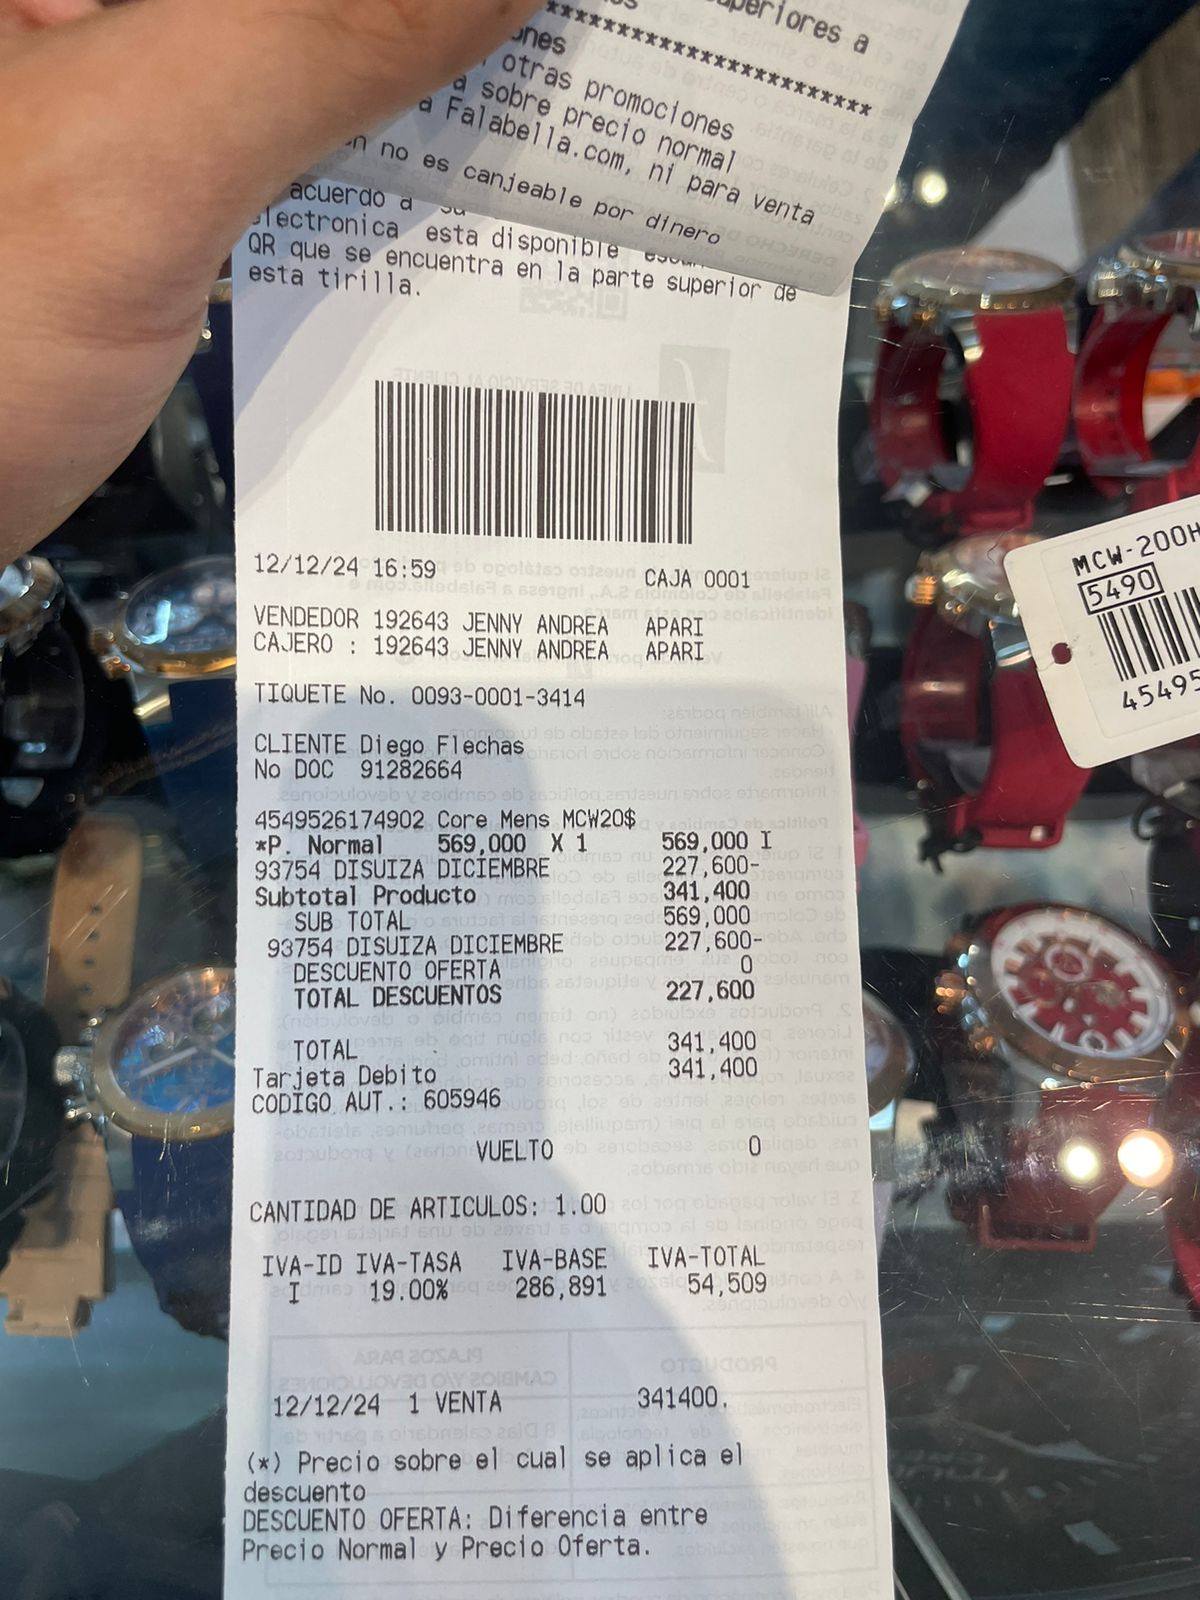 uperiores a
***************************
ones
otras promociones
a sobre precio normal
a Falabella.com, ni para venta
n no es canjeable por dinero
acuerdo a su
electronica esta disponible
QR que se encuentra en la parte superior de
esta tirilla.
12/12/24 16:59 CAJA 0001
VENDEDOR 192643 JENNY ANDREA APARI
CAJERO : 192643 JENNY ANDREA APARI
TIQUETE No. 0093-0001-3414
CLIENTE Diego Flechas
No DOC 91282664
4549526174902 Core Mens MCW20$
*P. Normal 569,000 X 1 569,000 I
93754 DISUIZA DICIEMBRE 227,600-
Subtotal Producto 341,400
SUB TOTAL 569,000
93754 DISUIZA DICIEMBRE 227,600-
DESCUENTO OFERTA 0
TOTAL DESCUENTOS 227,600
TOTAL 341,400
Tarjeta Debito 341,400
CODIGO AUT.: 605946
VUELTO 0
CANTIDAD DE ARTICULOS: 1.00
IVA-ID IVA-TASA IVA-BASE IVA-TOTAL
I 19.00% 286,891 54,509
12/12/24 1 VENTA 341400.
(*) Precio sobre el cual se aplica el
descuento
DESCUENTO OFERTA: Diferencia entre
Precio Normal y Precio Oferta.
MCW-200H
5490
45495